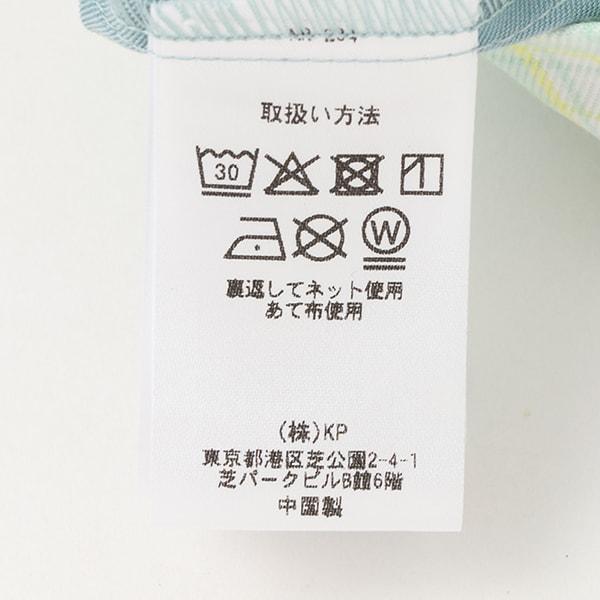 取扱い方法
30
W
裏返してネット使用
あて布使用
(株)KP
東京都港区芝公園2-4-1
芝パークビルB館6階
中国製